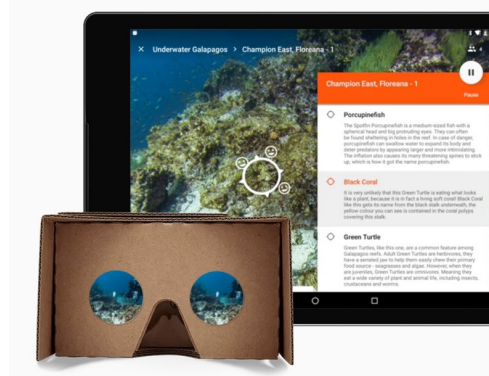 Underwater Galapagos > Champion East, Floreana - 1
4
Champion East, Floreana - 1
Pause
Porcupinefish
The Spotfin Porcupinefish is a medium-sized fish with a
spherical head and big protruding eyes. They can often
be found sheltering in holes in the reef. In case of danger,
porcupinefish can swallow water to expand its body and
deter predators by appearing larger and more intimidating.
The inflation also causes its many threatening spines to stick
up, which is how it got the name porcupinefish.
Black Coral
It is very unlikely that this Green Turtle is eating what looks
like a plant, because it is in fact a living soft coral! Black Coral
like this gets its name from the black stalk underneath, the
yellow colour you can see is contained in the coral polyps
covering this stalk.
Green Turtle
Green Turtles, like this one, are a common feature among
Galapagos reefs. Adult Green Turtles are herbivores, they
have a serrated jaw to help them easily chew their primary
food source - seagrasses and algae. However, when they
are juveniles, Green Turtles are omnivores. Meaning they
eat a wide variety of plant and animal life, including insects,
crustaceans and worms.